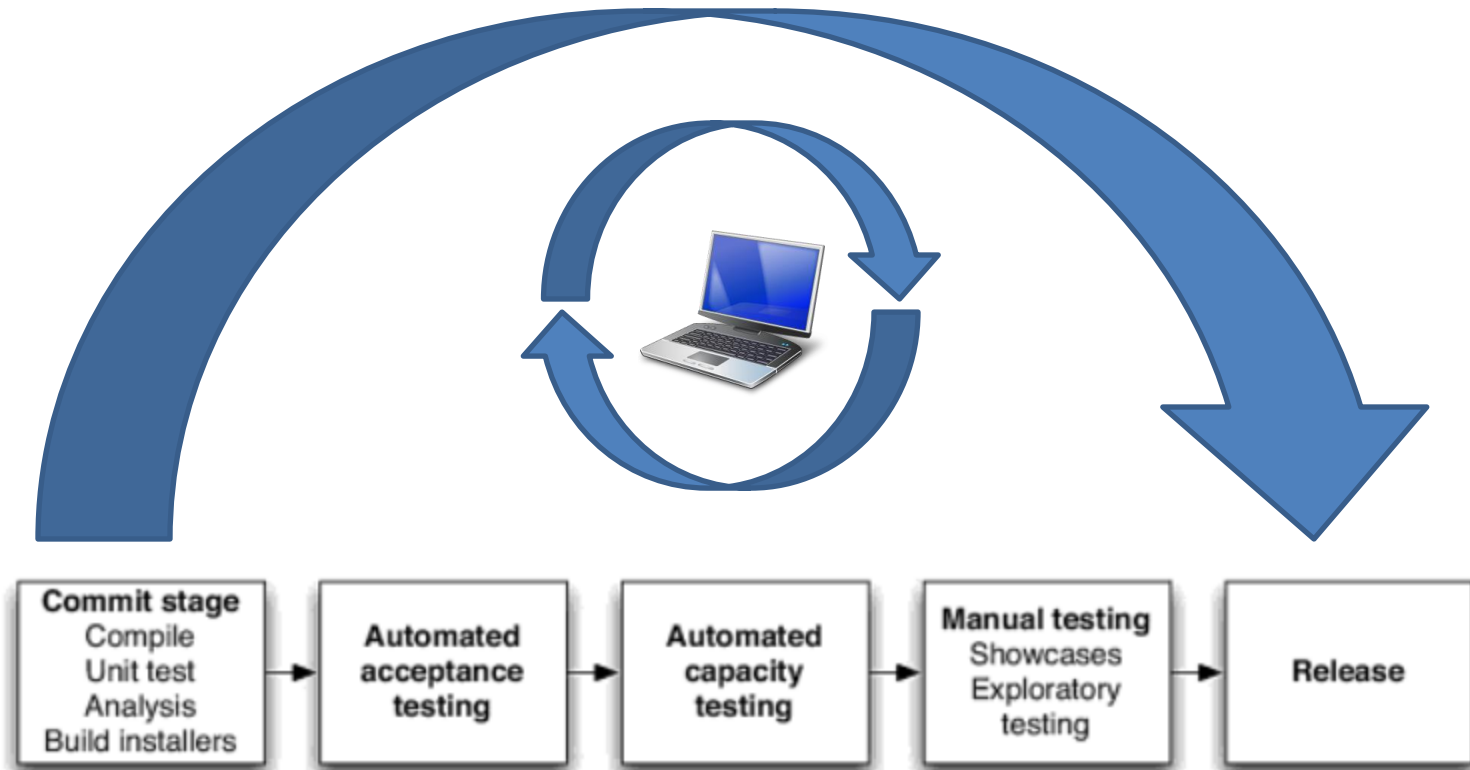 Commit stage
Compile
Unit test
Analysis
Build installers
Automated
acceptance
testing
Automated
capacity
testing
Manual testing
Showcases
Exploratory
testing
Release